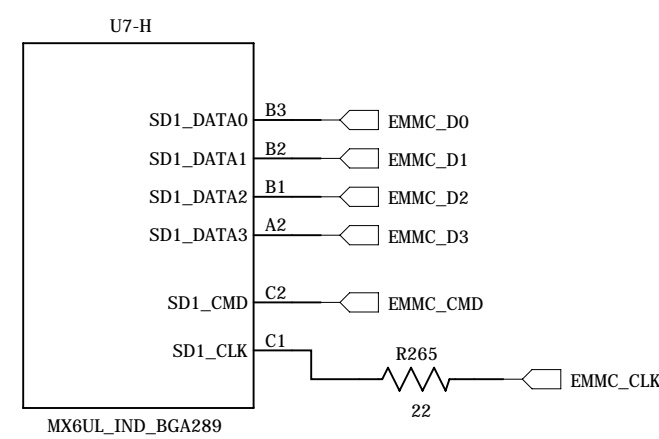 U7-H
SD1_DATA0 B3 EMMC_D0
SD1_DATA1 B2 EMMC_D1
SD1_DATA2 B1 EMMC_D2
SD1_DATA3 A2 EMMC_D3
SD1_CMD C2 EMMC_CMD
SD1_CLK C1
R265
EMMC_CLK
22
MX6UL_IND_BGA289